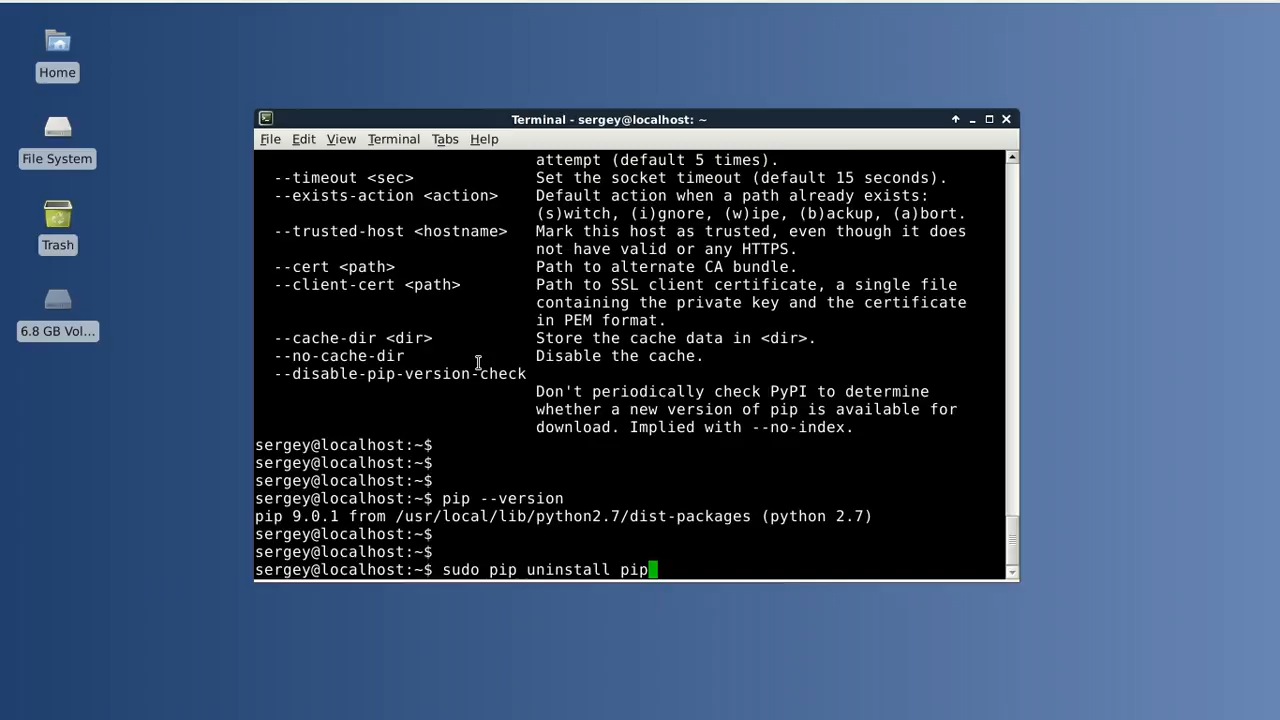 Home
File System
Trash
6.8 GB Vol...
Terminal - sergey@localhost: ~
File Edit View Terminal Tabs Help
attempt (default 5 times).
--timeout <sec> Set the socket timeout (default 15 seconds).
--exists-action <action> Default action when a path already exists:
(s)witch, (i)gnore, (w)ipe, (b)ackup, (a)bort.
--trusted-host <hostname> Mark this host as trusted, even though it does
not have valid or any HTTPS.
--cert <path> Path to alternate CA bundle.
--client-cert <path> Path to SSL client certificate, a single file
containing the private key and the certificate
in PEM format.
--cache-dir <dir> Store the cache data in <dir>.
--no-cache-dir Disable the cache.
--disable-pip-version-check
Don't periodically check PyPI to determine
whether a new version of pip is available for
download. Implied with --no-index.
sergey@localhost:~$
sergey@localhost:~$
sergey@localhost:~$
sergey@localhost:~$ pip --version
pip 9.0.1 from /usr/local/lib/python2.7/dist-packages (python 2.7)
sergey@localhost:~$
sergey@localhost:~$
sergey@localhost:~$ sudo pip uninstall pip